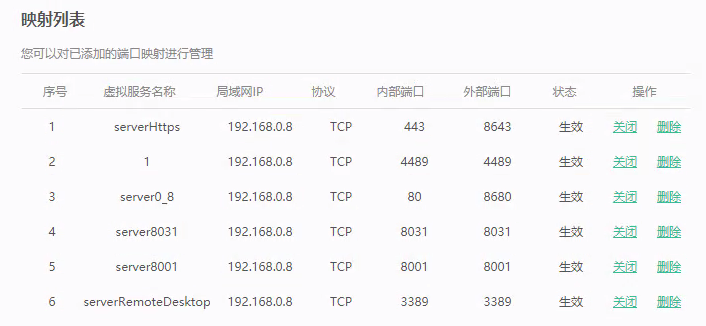 映射列表
您可以对已添加的端口映射进行管理
序号 虚拟服务名称 局域网IP 协议 内部端口 外部端口 状态 操作
1 serverHttps 192.168.0.8 TCP 443 8643 生效 关闭 删除
2 1 192.168.0.8 TCP 4489 4489 生效 关闭 删除
3 server0_8 192.168.0.8 TCP 80 8680 生效 关闭 删除
4 server8031 192.168.0.8 TCP 8031 8031 生效 关闭 删除
5 server8001 192.168.0.8 TCP 8001 8001 生效 关闭 删除
6 serverRemoteDesktop 192.168.0.8 TCP 3389 3389 生效 关闭 删除